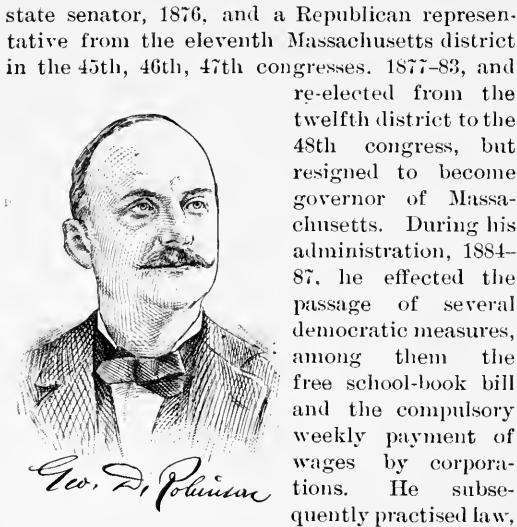 state senator, 1876, and a Republican represen-
tative from the eleventh Massachusetts district
in the 45th, 46th, 47th congresses. 1877–83, and
re-elected from the
twelfth district to the
48th congress, but
resigned to become
governor of Massa-
chusetts. During his
administration, 1884–
87, he effected the
passage of several
democratic measures,
among them the
free school-book bill
and the compulsory
weekly payment of
wages by corpora-
tions. He subse-
quently practised law,
Geo. D. Robinson